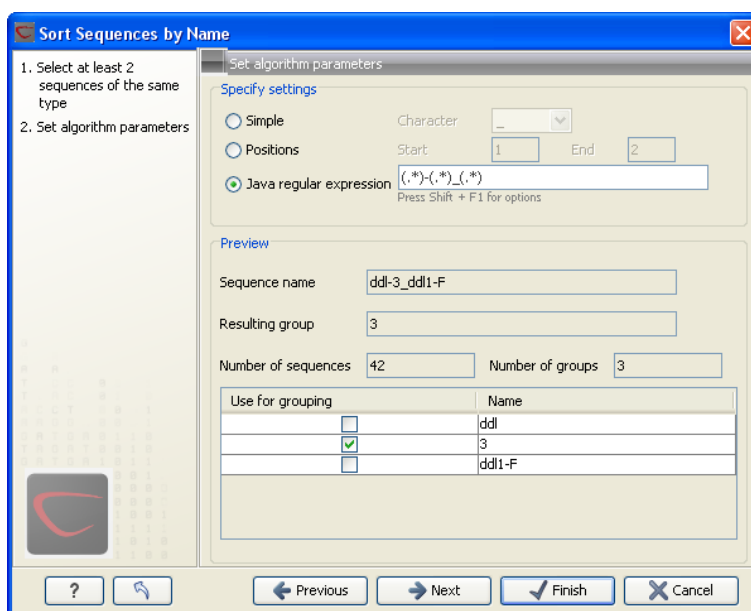 Sort Sequences by Name
1. Select at least 2
sequences of the same
type
2. Set algorithm parameters
Set algorithm parameters
Specify settings
Simple Character _
Positions Start 1 End 2
Java regular expression (.*)-(.*)_(.*)
Press Shift + F1 for options
Preview
Sequence name ddl-3_ddl1-F
Resulting group 3
Number of sequences 42 Number of groups 3
Use for grouping Name
ddl
3
ddl1-F
? Previous Next Finish Cancel